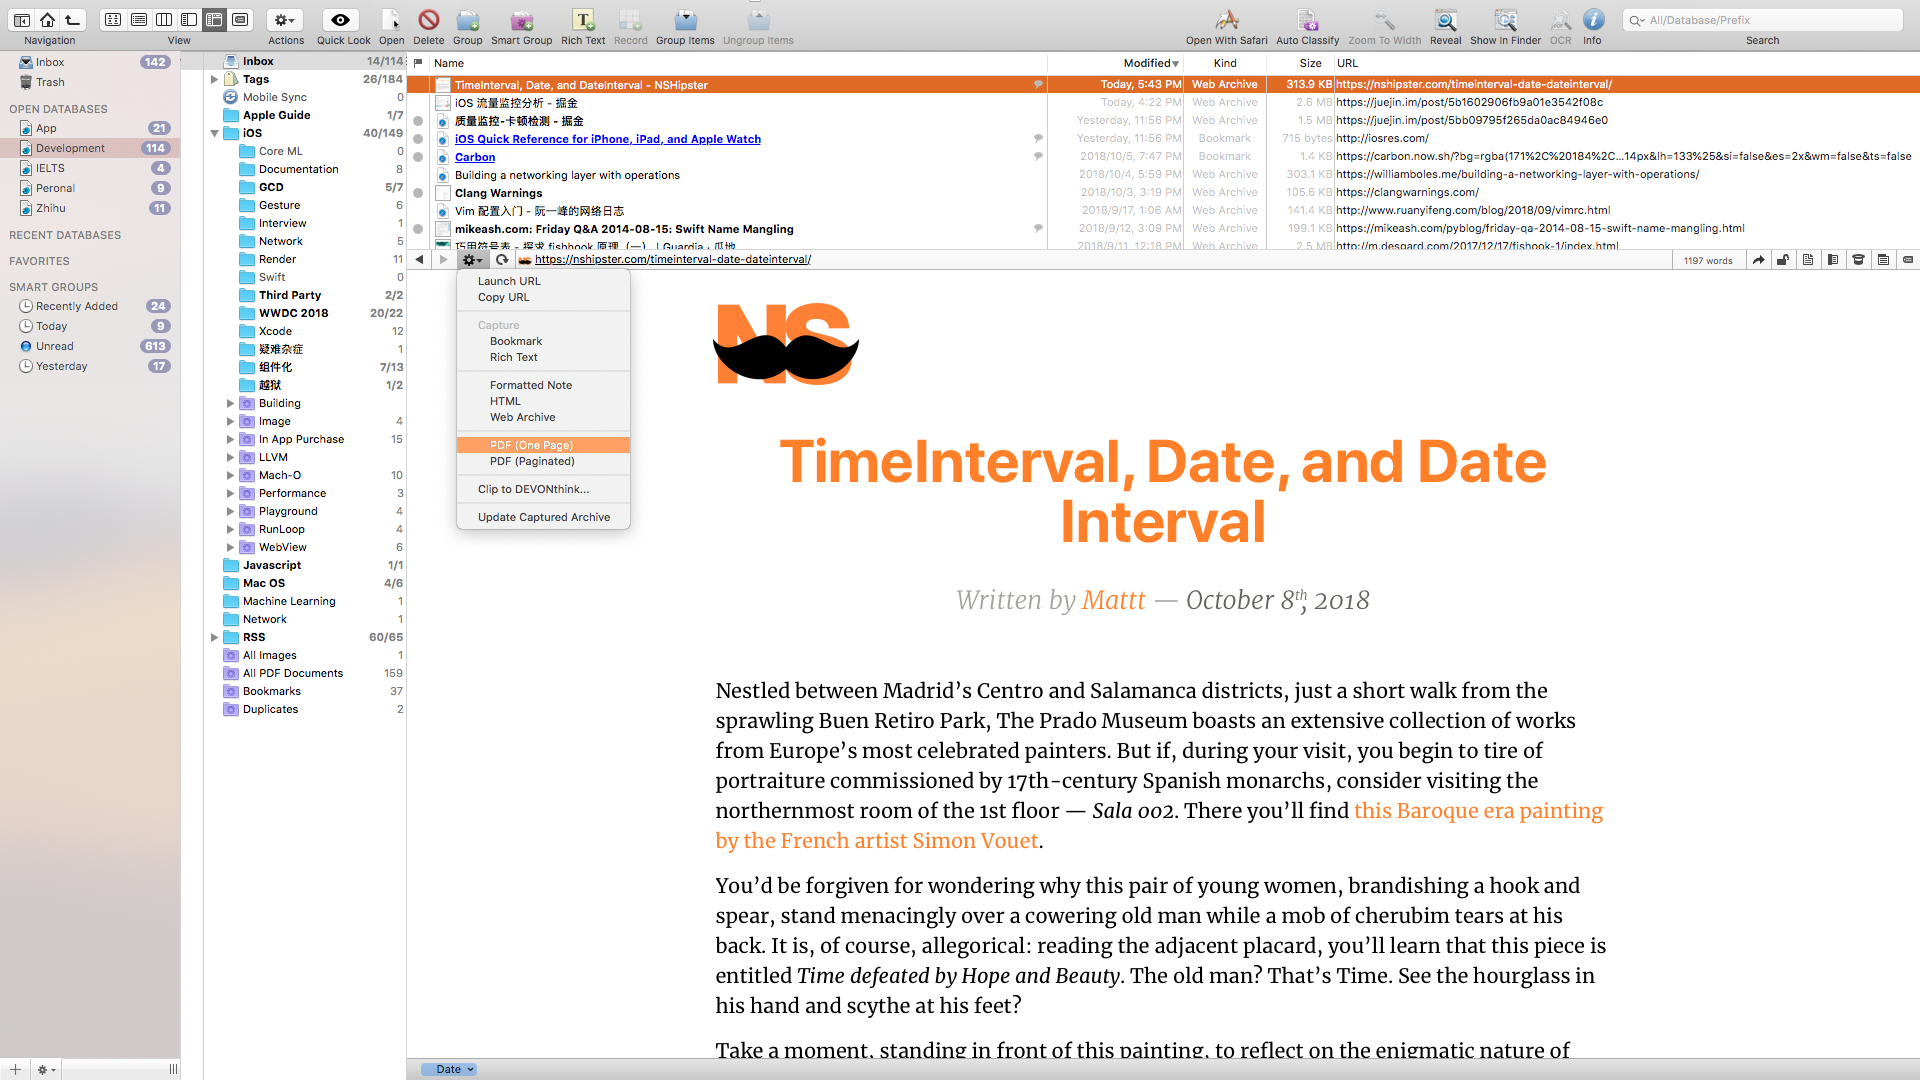 Navigation
View
Actions
Quick Look
Open
Delete
Group
Smart Group
Rich Text
Record
Group Items
Ungroup Items
Open With Safari
Auto Classify
Zoom To Width
Reveal
Show In Finder
OCR
Info
All/Database/Prefix
Search
Inbox 142
Trash
OPEN DATABASES
App 21
Development 114
IELTS 4
Peronal 9
Zhihu 11
RECENT DATABASES
FAVORITES
SMART GROUPS
Recently Added 24
Today 9
Unread 613
Yesterday 17
Inbox 14/114
Tags 26/184
Mobile Sync 0
Apple Guide 1/7
iOS 40/149
Core ML 0
Documentation 8
GCD 5/7
Gesture 6
Interview 1
Network 5
Render 11
Swift 0
Third Party 2/2
WWDC 2018 20/22
Xcode 12
疑难杂症 1
组件化 7/13
越狱 1/2
Building
Image 4
In App Purchase 15
LLVM
Mach-O 10
Performance 3
Playground 4
RunLoop 4
WebView 6
Javascript 1/1
Mac OS 4/6
Machine Learning 1
Network 1
RSS 60/65
All Images 1
All PDF Documents 159
Bookmarks 37
Duplicates 2
Name Modified Kind Size URL
TimeInterval, Date, and DateInterval - NSHipster Today, 5:43 PM Web Archive 313.9 KB https://nshipster.com/timeinterval-date-dateinterval/
iOS 流量监控分析 - 掘金 Today, 4:22 PM Web Archive 2.6 MB https://juejin.im/post/5b1602906fb9a01e3542f08c
质量监控-卡顿检测 - 掘金 Yesterday, 11:56 PM Web Archive 1.5 MB https://juejin.im/post/5bb09795f265da0ac84946e0
iOS Quick Reference for iPhone, iPad, and Apple Watch Yesterday, 11:56 PM Bookmark 715 bytes http://iosres.com/
Carbon 2018/10/5, 7:47 PM Bookmark 1.4 KB https://carbon.now.sh/?bg=rgba(171%2C%20184%2C...14px&lh=133%25&si=false&es=2x&wm=false&ts=false
Building a networking layer with operations 2018/10/4, 5:59 PM Web Archive 303.1 KB https://williamboles.me/building-a-networking-layer-with-operations/
Clang Warnings 2018/10/3, 3:19 PM Web Archive 105.6 KB https://clangwarnings.com/
Vim 配置入门 - 阮一峰的网络日志 2018/9/17, 1:06 AM Web Archive 141.4 KB http://www.ruanyifeng.com/blog/2018/09/vimrc.html
mikeash.com: Friday Q&A 2014-08-15: Swift Name Mangling 2018/9/12, 3:09 PM Web Archive 199.1 KB https://mikeash.com/pyblog/friday-qa-2014-08-15-swift-name-mangling.html
巧用符号表 - 探求 fishhook 原理（一） | Guardia · 瓜地 2018/9/11, 12:18 PM Web Archive 2.5 MB http://m.desgard.com/2017/12/17/fishook-1/index.html
https://nshipster.com/timeinterval-date-dateinterval/
1197 words
Launch URL
Copy URL
Capture
Bookmark
Rich Text
Formatted Note
HTML
Web Archive
PDF (One Page)
PDF (Paginated)
Clip to DEVONthink...
Update Captured Archive
NS
TimeInterval, Date, and Date
Interval
Written by Mattt — October 8th, 2018
Nestled between Madrid’s Centro and Salamanca districts, just a short walk from the
sprawling Buen Retiro Park, The Prado Museum boasts an extensive collection of works
from Europe’s most celebrated painters. But if, during your visit, you begin to tire of
portraiture commissioned by 17th-century Spanish monarchs, consider visiting the
northernmost room of the 1st floor — Sala 002. There you’ll find this Baroque era painting
by the French artist Simon Vouet.
You’d be forgiven for wondering why this pair of young women, brandishing a hook and
spear, stand menacingly over a cowering old man while a mob of cherubim tears at his
back. It is, of course, allegorical: reading the adjacent placard, you’ll learn that this piece is
entitled Time defeated by Hope and Beauty. The old man? That’s Time. See the hourglass in
his hand and scythe at his feet?
Take a moment, standing in front of this painting, to reflect on the enigmatic nature of
Date